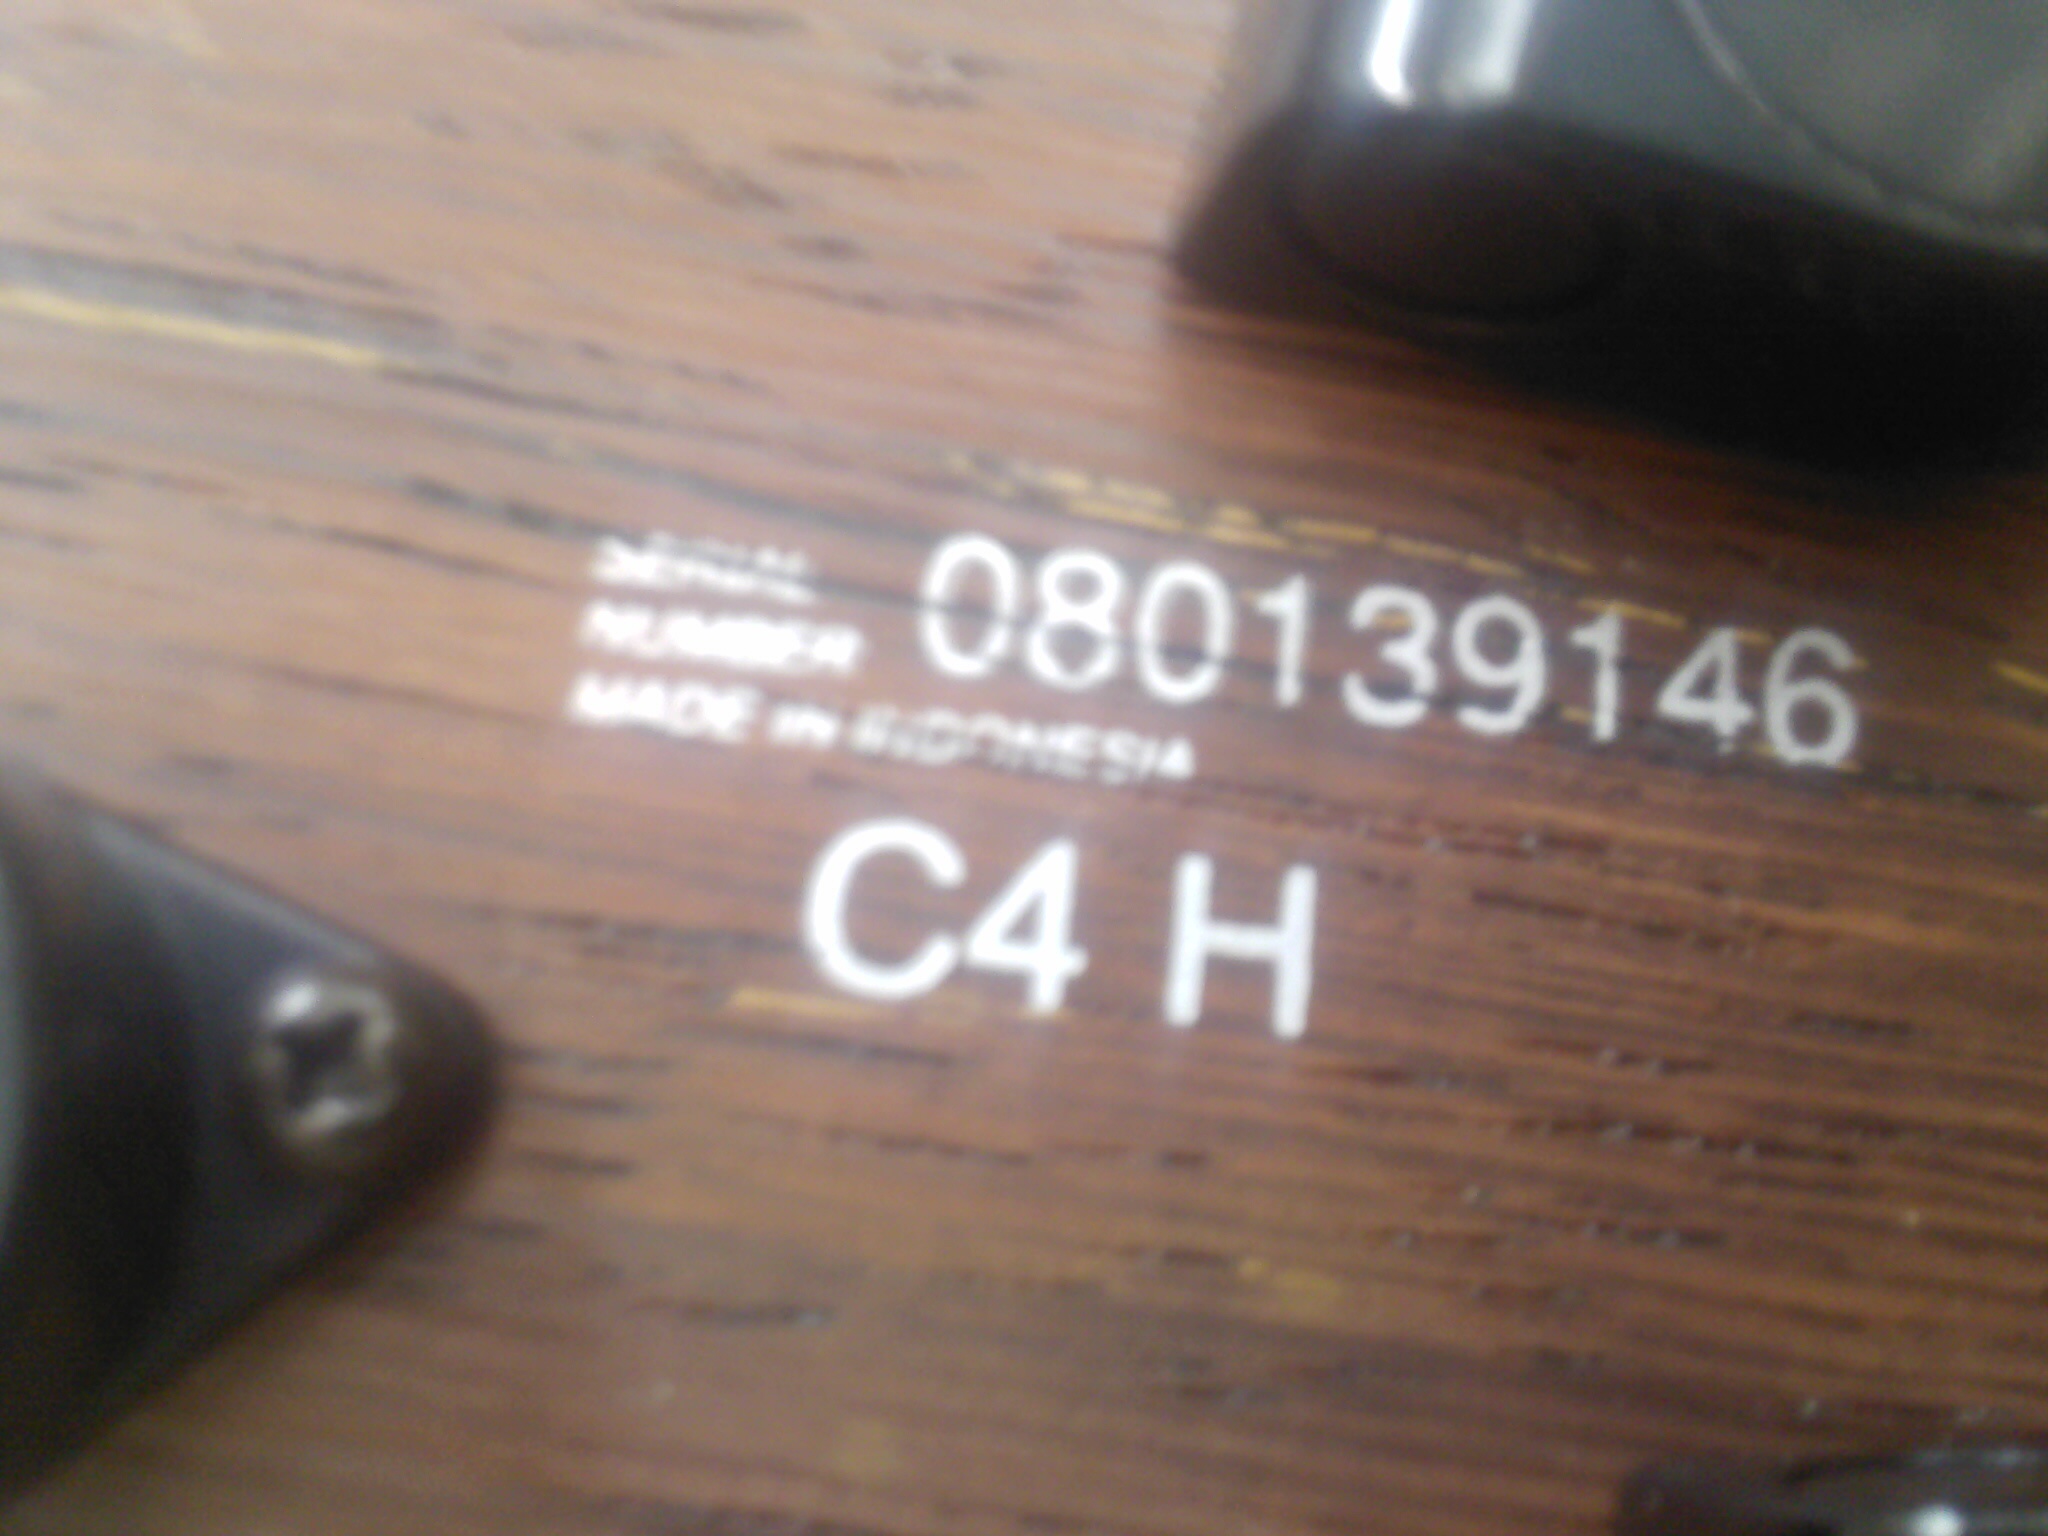 SERIAL
NUMBER 080139146
MADE IN INDONESIA
C4 H